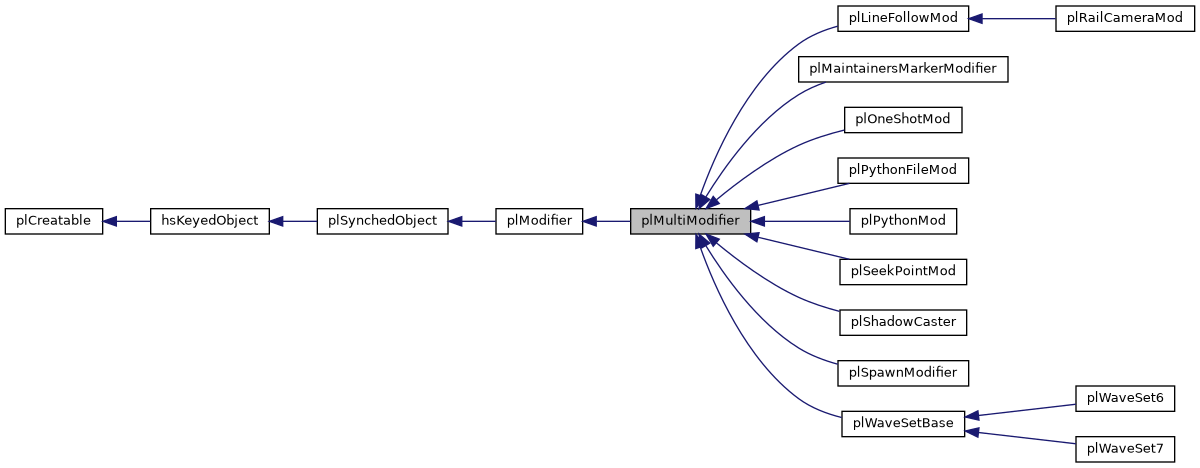 plLineFollowMod
plRailCameraMod
plMaintainersMarkerModifier
plOneShotMod
plPythonFileMod
plCreatable
hsKeyedObject
plSynchedObject
plModifier
plMultiModifier
plPythonMod
plSeekPointMod
plShadowCaster
plSpawnModifier
plWaveSetBase
plWaveSet6
plWaveSet7